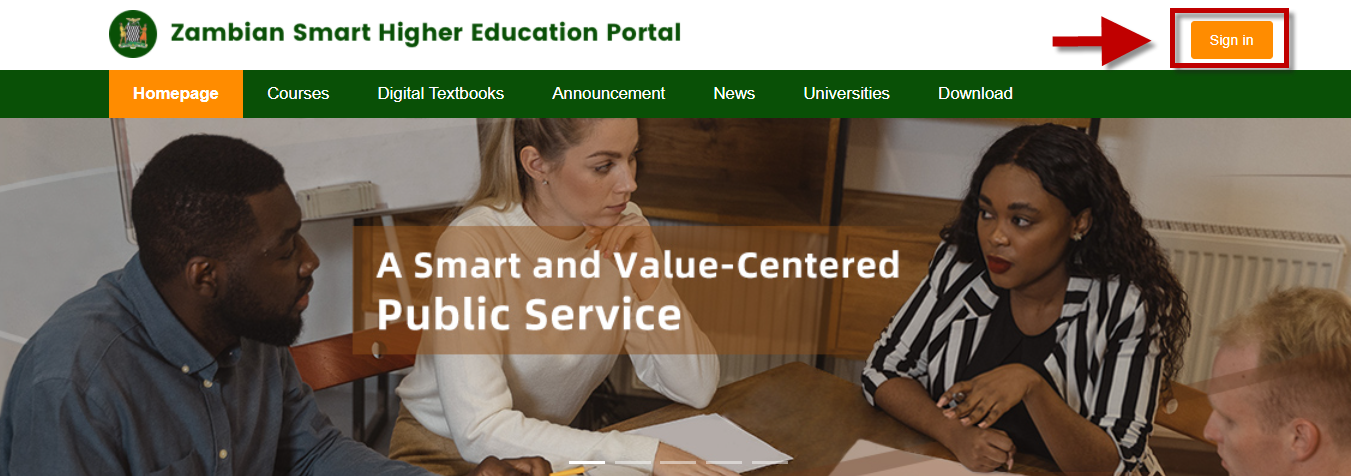 Zambian Smart Higher Education Portal
Sign in
Homepage Courses Digital Textbooks Announcement News Universities Download
A Smart and Value-Centered
Public Service